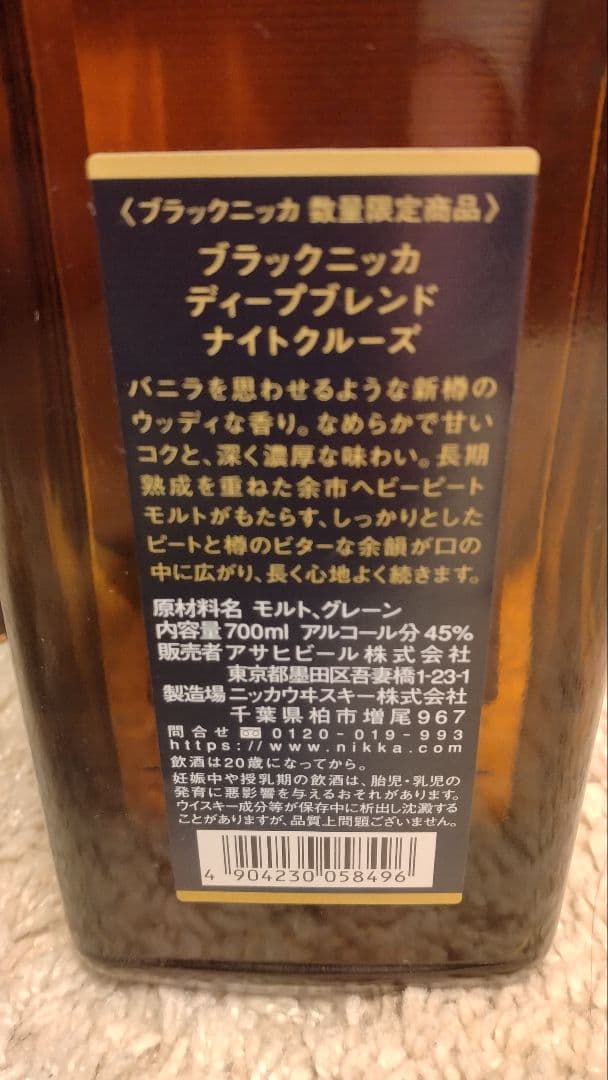 〈ブラックニッカ 数量限定商品〉
ブラックニッカ
ディープブレンド
ナイトクルーズ
バニラを思わせるような新樽の
ウッディな香り。なめらかで甘い
コクと、深く濃厚な味わい。長期
熟成を重ねた余市ヘビーピート
モルトがもたらす、しっかりとした
ピートと樽のビターな余韻が口の
中に広がり、長く心地よく続きます。
原材料名 モルト、グレーン
内容量 700ml アルコール分 45%
販売者 アサヒビール株式会社
東京都墨田区吾妻橋1-23-1
製造場 ニッカウヰスキー株式会社
千葉県柏市増尾967
問合せ 0120-019-993
https://www.nikka.com
飲酒は20歳になってから。
妊娠中や授乳期の飲酒は、胎児・乳児の
発育に悪影響を与えるおそれがあります。
ウイスキー成分等が保存中に析出し沈澱する
ことがありますが、品質上問題ございません。
4 904230 058496